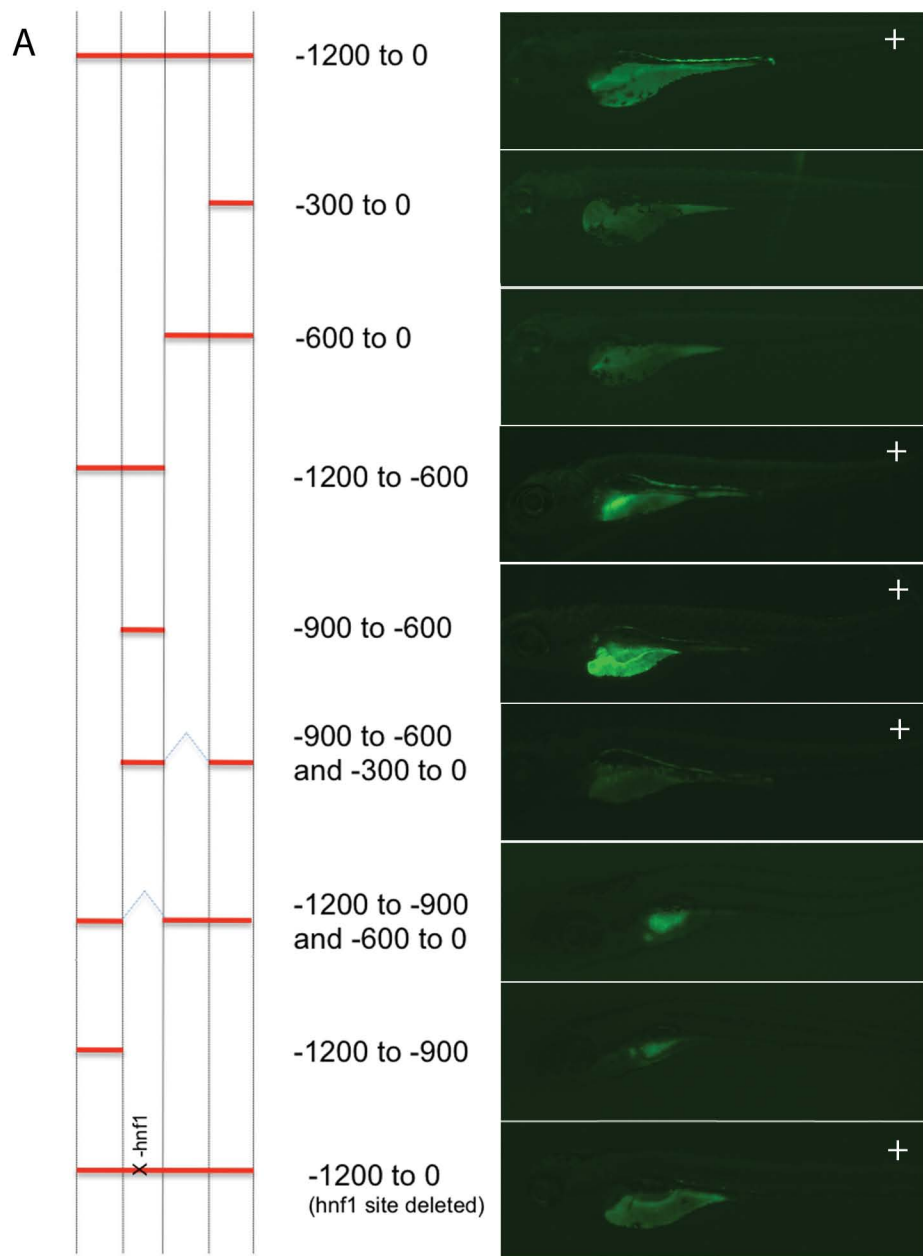 A
-1200 to 0
+
-300 to 0
-600 to 0
-1200 to -600
+
-900 to -600
+
-900 to -600
and -300 to 0
+
-1200 to -900
and -600 to 0
-1200 to -900
X -hnf1
-1200 to 0
(hnf1 site deleted)
+